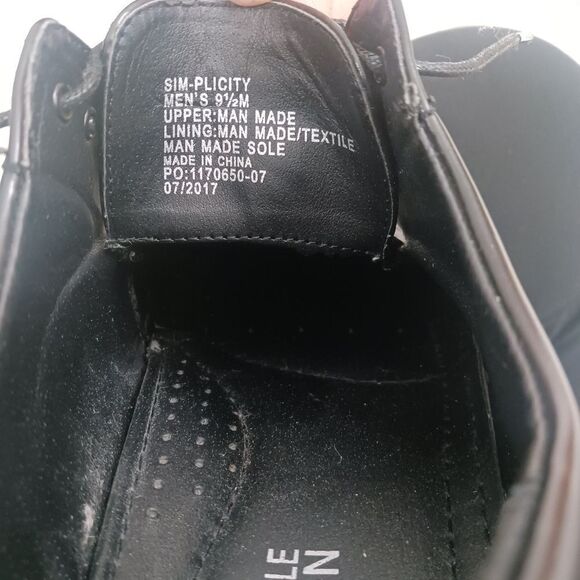 SIM-PLICITY
MEN'S 9½M
UPPER:MAN MADE
LINING:MAN MADE/TEXTILE
MAN MADE SOLE
MADE IN CHINA
PO:1170650-07
07/2017
LE
N